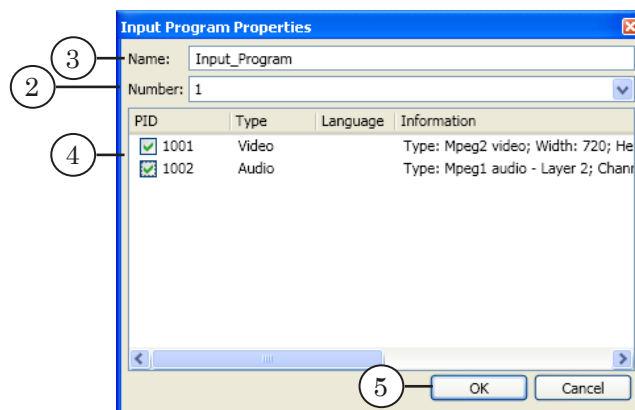 Input Program Properties
3 Name: Input_Program
2 Number: 1
PID Type Language Information
1001 Video Type: Mpeg2 video; Width: 720; He
4
1002 Audio Type: Mpeg1 audio - Layer 2; Chann
5 OK Cancel